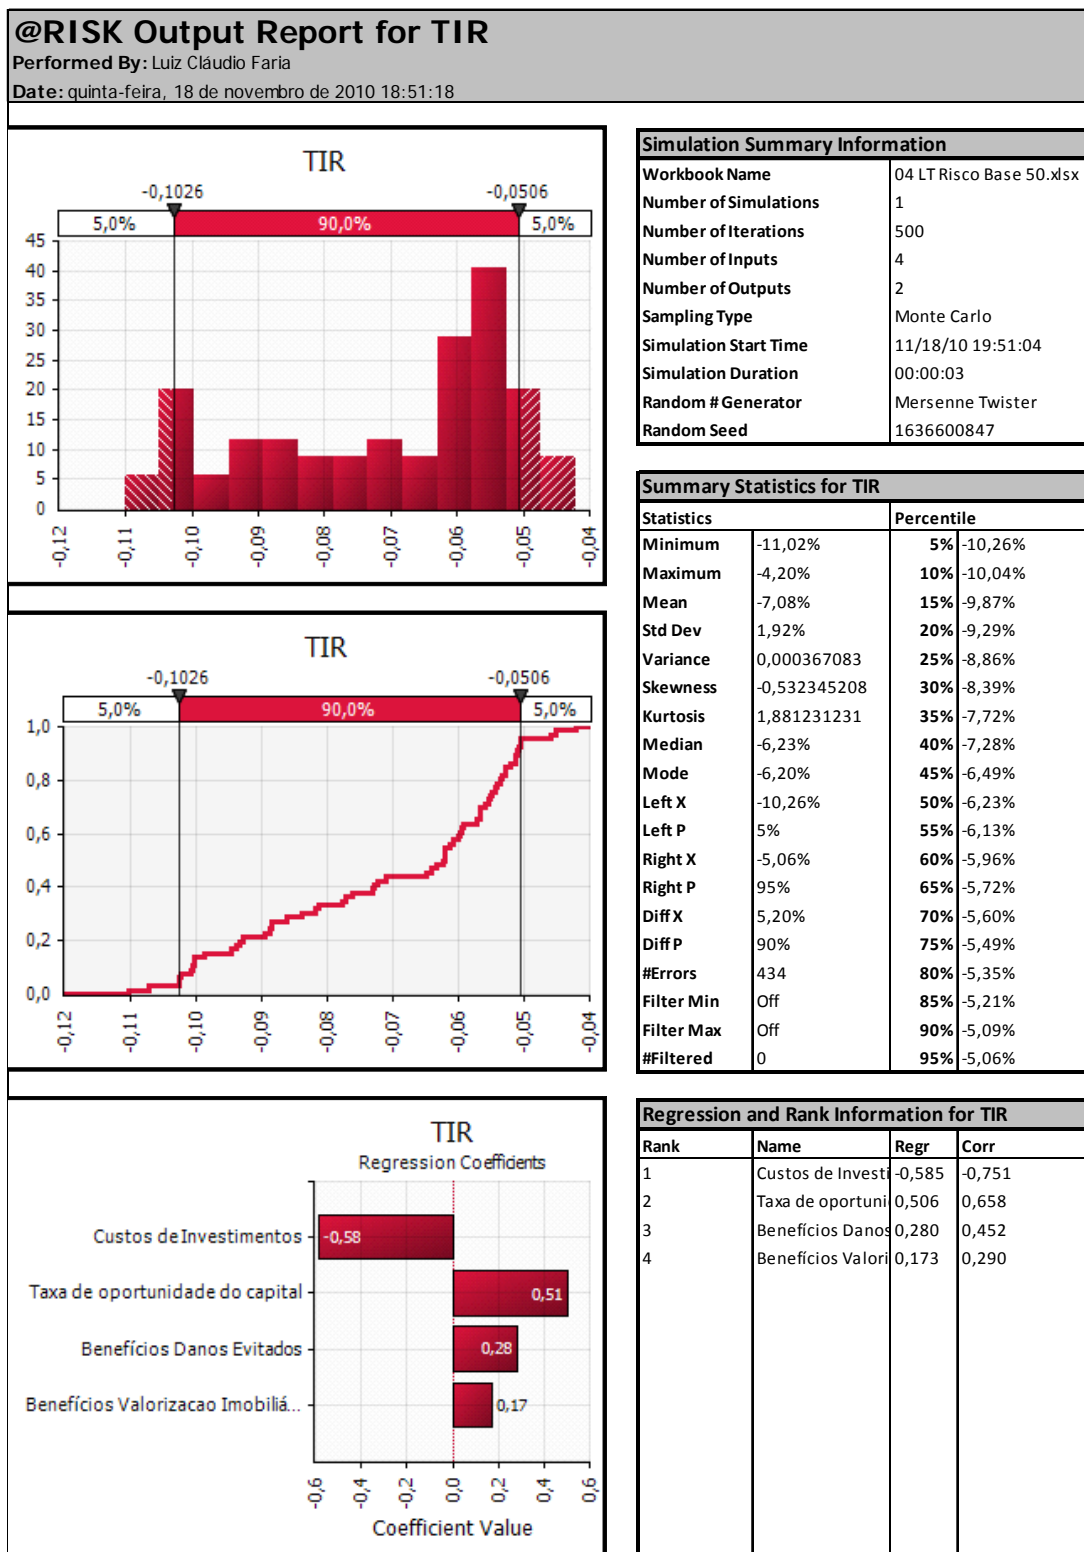 @RISK Output Report for TIR
Performed By: Luiz Cláudio Faria
Date: quinta-feira, 18 de novembro de 2010 18:51:18
TIR
-0,1026 -0,0506
5,0% 90,0% 5,0%
45
40
35
30
25
20
15
10
5
0
-0,12 -0,11 -0,10 -0,09 -0,08 -0,07 -0,06 -0,05 -0,04
TIR
-0,1026 -0,0506
5,0% 90,0% 5,0%
1,0
0,8
0,6
0,4
0,2
0,0
-0,12 -0,11 -0,10 -0,09 -0,08 -0,07 -0,06 -0,05 -0,04
TIR
Regression Coefficients
Custos de Investimentos -0,58
Taxa de oportunidade do capital 0,51
Benefícios Danos Evitados 0,28
Benefícios Valorizacao Imobiliá... 0,17
-0,6 -0,4 -0,2 0,0 0,2 0,4 0,6
Coefficient Value
Simulation Summary Information
Workbook Name 04 LT Risco Base 50.xlsx
Number of Simulations 1
Number of Iterations 500
Number of Inputs 4
Number of Outputs 2
Sampling Type Monte Carlo
Simulation Start Time 11/18/10 19:51:04
Simulation Duration 00:00:03
Random # Generator Mersenne Twister
Random Seed 1636600847
Summary Statistics for TIR
Statistics Percentile
Minimum -11,02% 5% -10,26%
Maximum -4,20% 10% -10,04%
Mean -7,08% 15% -9,87%
Std Dev 1,92% 20% -9,29%
Variance 0,000367083 25% -8,86%
Skewness -0,532345208 30% -8,39%
Kurtosis 1,881231231 35% -7,72%
Median -6,23% 40% -7,28%
Mode -6,20% 45% -6,49%
Left X -10,26% 50% -6,23%
Left P 5% 55% -6,13%
Right X -5,06% 60% -5,96%
Right P 95% 65% -5,72%
Diff X 5,20% 70% -5,60%
Diff P 90% 75% -5,49%
#Errors 434 80% -5,35%
Filter Min Off 85% -5,21%
Filter Max Off 90% -5,09%
#Filtered 0 95% -5,06%
Regression and Rank Information for TIR
Rank Name Regr Corr
1 Custos de Investi -0,585 -0,751
2 Taxa de oportuni 0,506 0,658
3 Benefícios Danos 0,280 0,452
4 Benefícios Valori 0,173 0,290